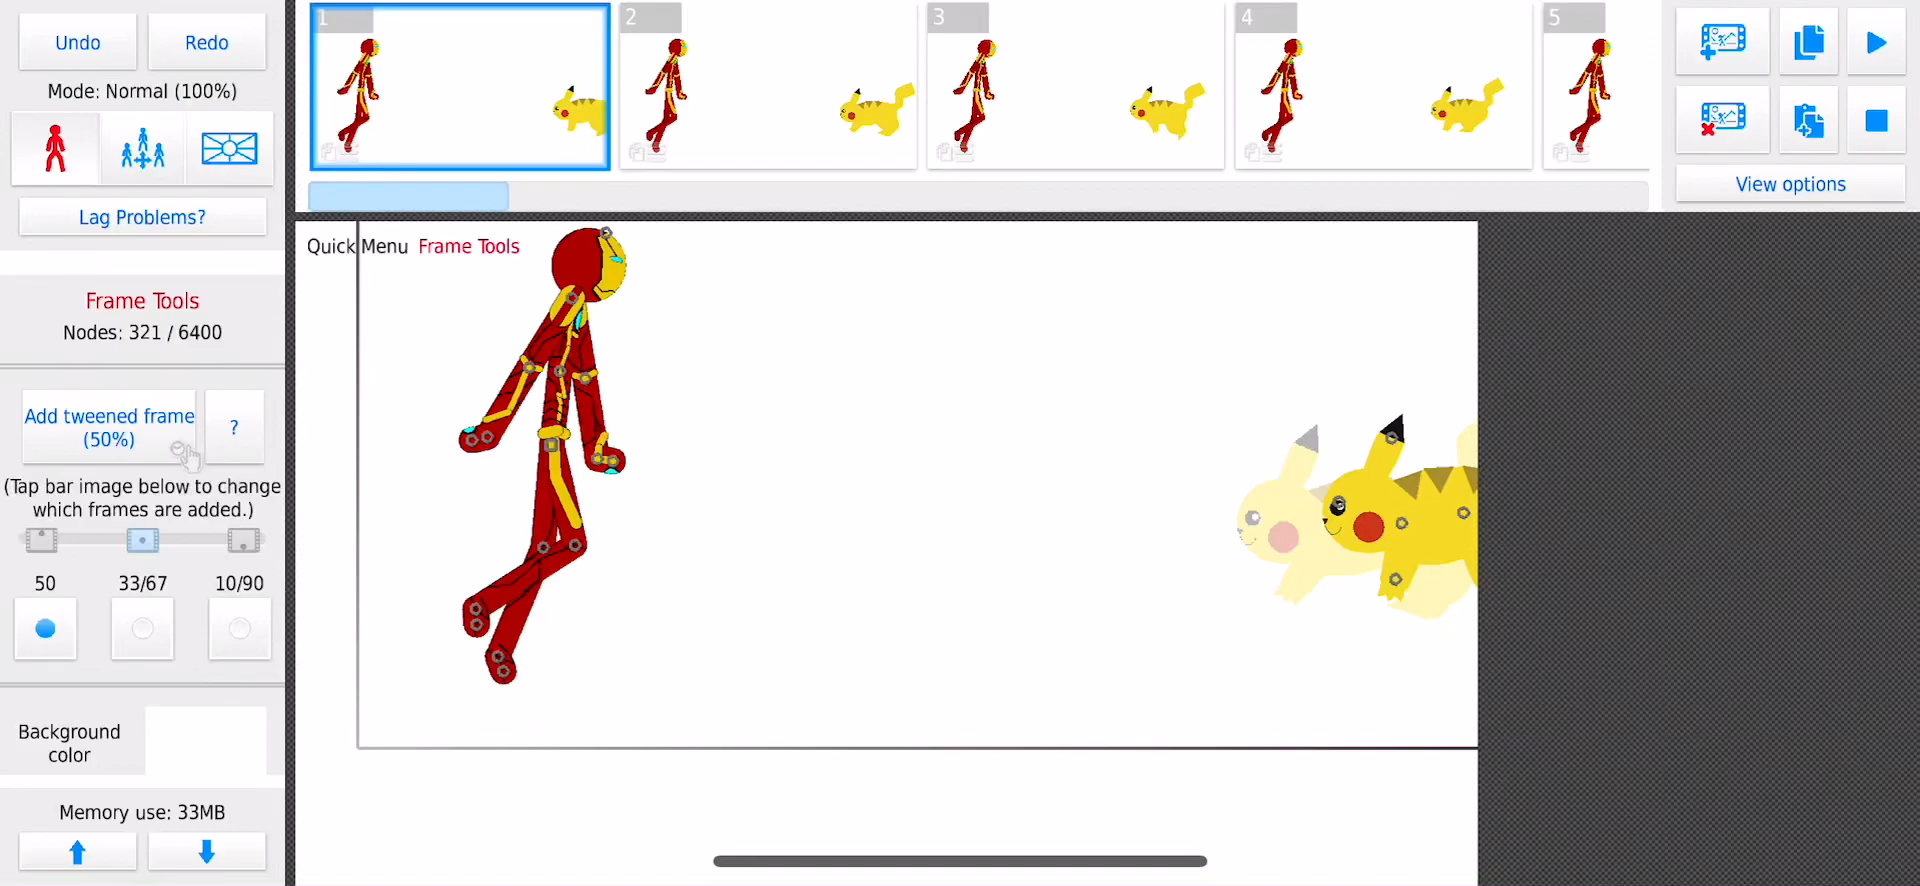 Undo
Redo
Mode: Normal (100%)
Lag Problems?
Frame Tools
Nodes: 321 / 6400
Add tweened frame
(50%)
?
(Tap bar image below to change
which frames are added.)
50
33/67
10/90
Background
color
Memory use: 33MB
1
2
3
4
5
View options
Quick Menu
Frame Tools